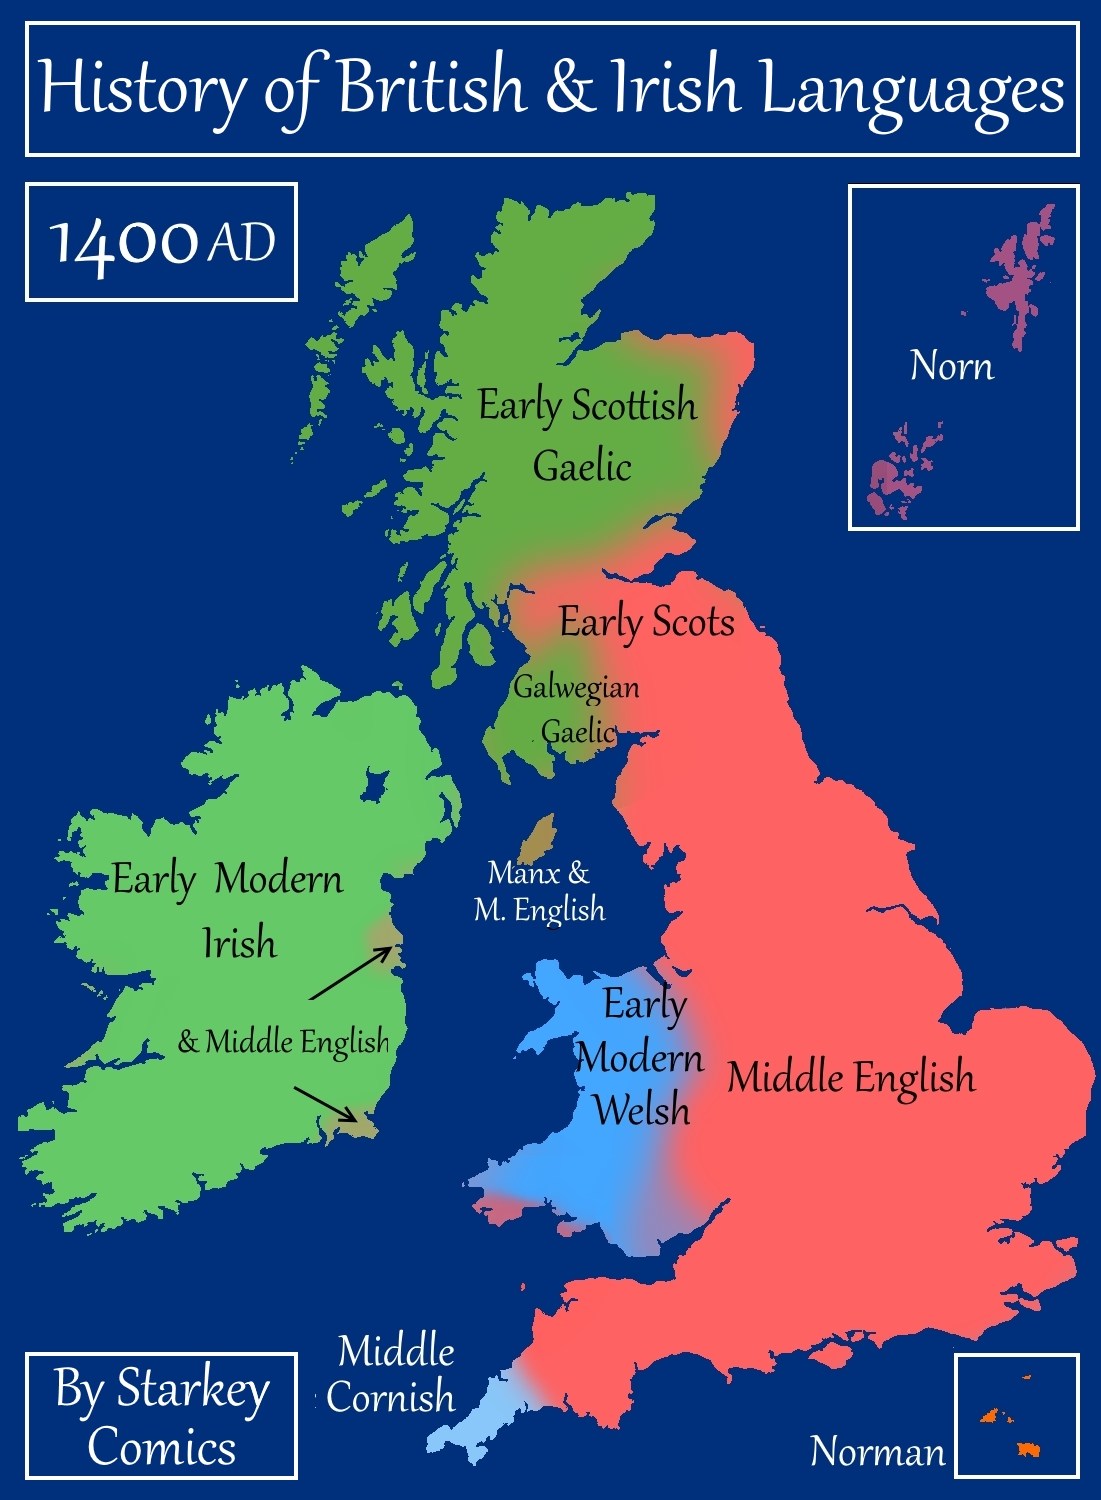 History of British & Irish Languages
1400 AD
Norn
Early Scottish
Gaelic
Early Scots
Galwegian
Gaelic
Manx &
M. English
Early Modern
Irish
& Middle English
Early
Modern
Welsh
Middle English
Middle
Cornish
By Starkey
Comics
Norman